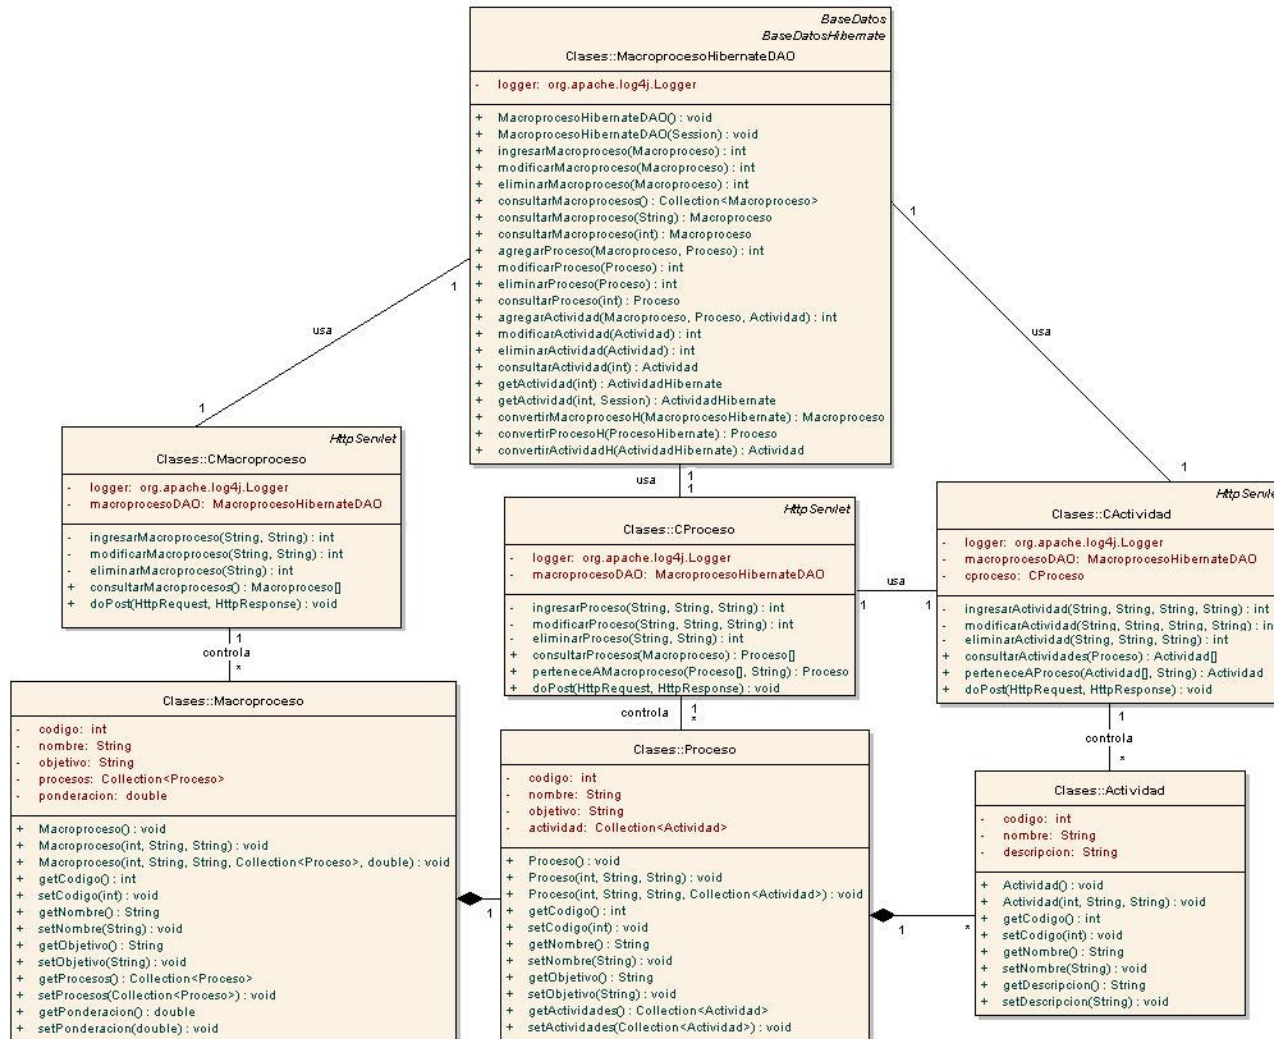 BaseDatos
BaseDatosHibernate
Clases::MacroprocesoHibernateDAO
- logger: org.apache.log4j.Logger
+ MacroprocesoHibernateDAO() : void
+ MacroprocesoHibernateDAO(Session) : void
+ ingresarMacroproceso(Macroproceso) : int
+ modificarMacroproceso(Macroproceso) : int
+ eliminarMacroproceso(Macroproceso) : int
+ consultarMacroprocesos() : Collection<Macroproceso>
+ consultarMacroproceso(String) : Macroproceso
+ consultarMacroproceso(int) : Macroproceso
+ agregarProceso(Macroproceso, Proceso) : int
+ modificarProceso(Proceso) : int
+ eliminarProceso(Proceso) : int
+ consultarProceso(int) : Proceso
+ agregarActividad(Macroproceso, Proceso, Actividad) : int
+ modificarActividad(Actividad) : int
+ eliminarActividad(Actividad) : int
+ consultarActividad(int) : Actividad
+ getActividad(int) : ActividadHibernate
+ getActividad(int, Session) : ActividadHibernate
+ convertirMacroprocesoH(MacroprocesoHibernate) : Macroproceso
+ convertirProcesoH(ProcesoHibernate) : Proceso
+ convertirActividadH(ActividadHibernate) : Actividad
1
usa
1
1
usa
1
usa
1
1
HttpServlet
Clases::CMacroproceso
- logger: org.apache.log4j.Logger
- macroprocesoDAO: MacroprocesoHibernateDAO
- ingresarMacroproceso(String, String) : int
- modificarMacroproceso(String, String) : int
- eliminarMacroproceso(String) : int
+ consultarMacroprocesos() : Macroproceso[]
+ doPost(HttpRequest, HttpResponse) : void
HttpServlet
Clases::CProceso
- logger: org.apache.log4j.Logger
- macroprocesoDAO: MacroprocesoHibernateDAO
- ingresarProceso(String, String, String) : int
- modificarProceso(String, String, String) : int
- eliminarProceso(String, String) : int
+ consultarProcesos(Macroproceso) : Proceso[]
+ perteneceAMacroproceso(Proceso[], String) : Proceso
+ doPost(HttpRequest, HttpResponse) : void
usa
1
1
HttpServlet
Clases::CActividad
- logger: org.apache.log4j.Logger
- macroprocesoDAO: MacroprocesoHibernateDAO
- cproceso: CProceso
- ingresarActividad(String, String, String, String) : int
- modificarActividad(String, String, String, String) : int
- eliminarActividad(String, String, String) : int
+ consultarActividades(Proceso) : Actividad[]
+ perteneceAProceso(Actividad[], String) : Actividad
+ doPost(HttpRequest, HttpResponse) : void
1
controla
*
controla
1
*
1
controla
*
Clases::Macroproceso
- codigo: int
- nombre: String
- objetivo: String
- procesos: Collection<Proceso>
- ponderacion: double
+ Macroproceso() : void
+ Macroproceso(int, String, String) : void
+ Macroproceso(int, String, String, Collection<Proceso>, double) : void
+ getCodigo() : int
+ setCodigo(int) : void
+ getNombre() : String
+ setNombre(String) : void
+ getObjetivo() : String
+ setObjetivo(String) : void
+ getProcesos() : Collection<Proceso>
+ setProcesos(Collection<Proceso>) : void
+ getPonderacion() : double
+ setPonderacion(double) : void
1
Clases::Proceso
- codigo: int
- nombre: String
- objetivo: String
- actividad: Collection<Actividad>
+ Proceso() : void
+ Proceso(int, String, String) : void
+ Proceso(int, String, String, Collection<Actividad>) : void
+ getCodigo() : int
+ setCodigo(int) : void
+ getNombre() : String
+ setNombre(String) : void
+ getObjetivo() : String
+ setObjetivo(String) : void
+ getActividades() : Collection<Actividad>
+ setActividades(Collection<Actividad>) : void
1
*
Clases::Actividad
- codigo: int
- nombre: String
- descripcion: String
+ Actividad() : void
+ Actividad(int, String, String) : void
+ getCodigo() : int
+ setCodigo(int) : void
+ getNombre() : String
+ setNombre(String) : void
+ getDescripcion() : String
+ setDescripcion(String) : void